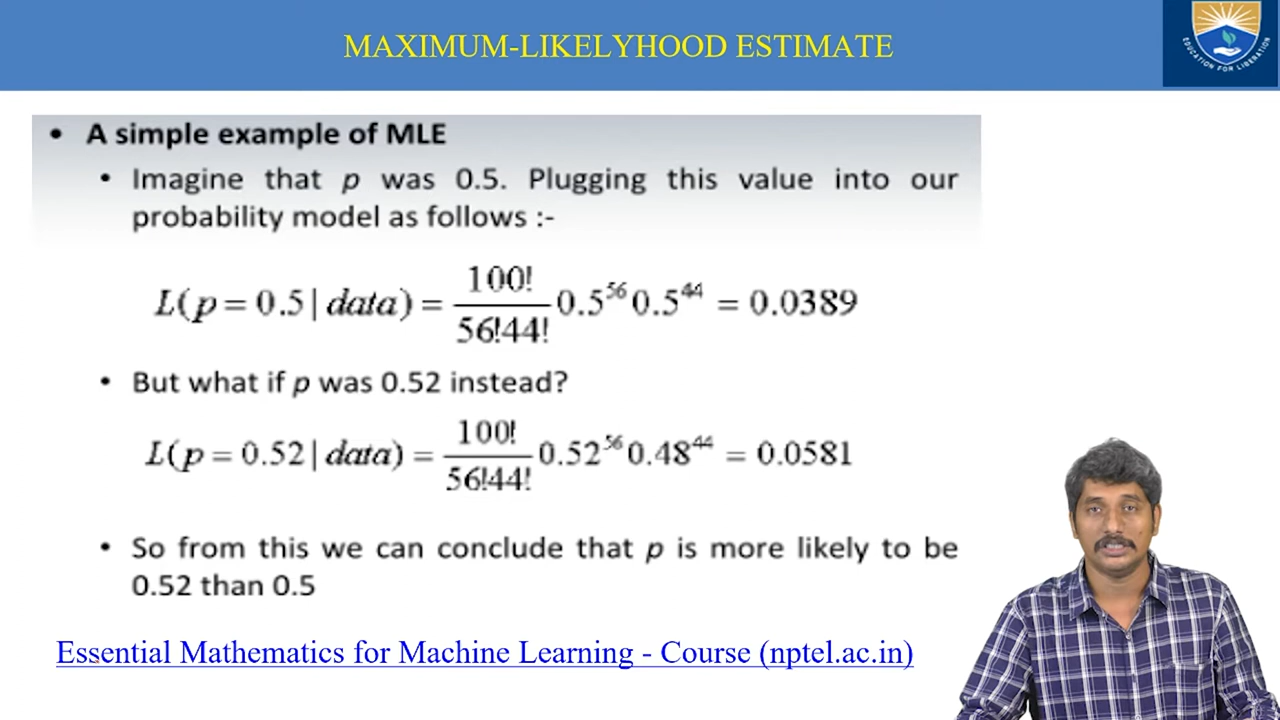 MAXIMUM-LIKELYHOOD ESTIMATE
EDUCATION FOR LIBERATION
• A simple example of MLE
• Imagine that p was 0.5. Plugging this value into our
probability model as follows :-
L(p = 0.5 | data) = 100! / 56!44! 0.5^56 0.5^44 = 0.0389
• But what if p was 0.52 instead?
L(p = 0.52 | data) = 100! / 56!44! 0.52^56 0.48^44 = 0.0581
• So from this we can conclude that p is more likely to be
0.52 than 0.5
Essential Mathematics for Machine Learning - Course (nptel.ac.in)